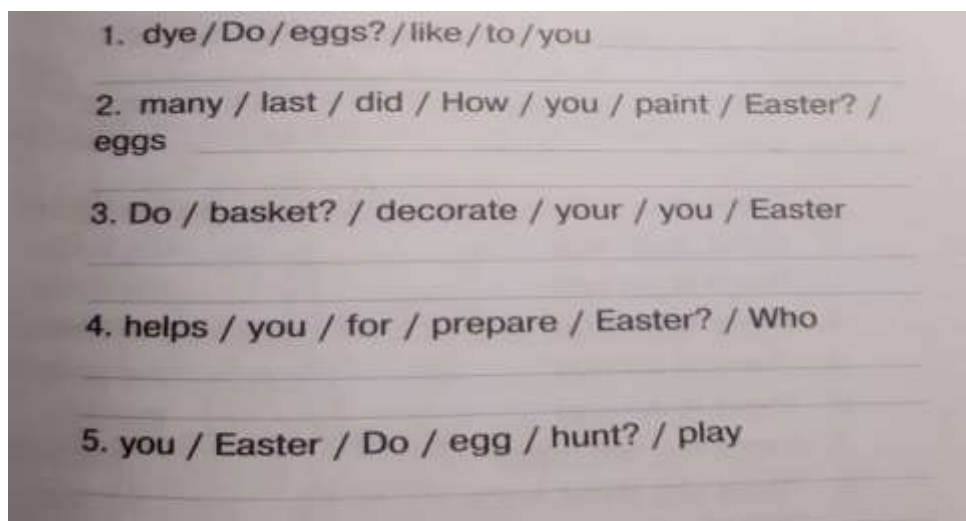 1. dye/Do/eggs?/like/to/you
2. many / last / did / How / you / paint / Easter? /
eggs
3. Do / basket? / decorate / your / you / Easter
4. helps / you / for / prepare / Easter? / Who
5. you / Easter / Do / egg / hunt? / play